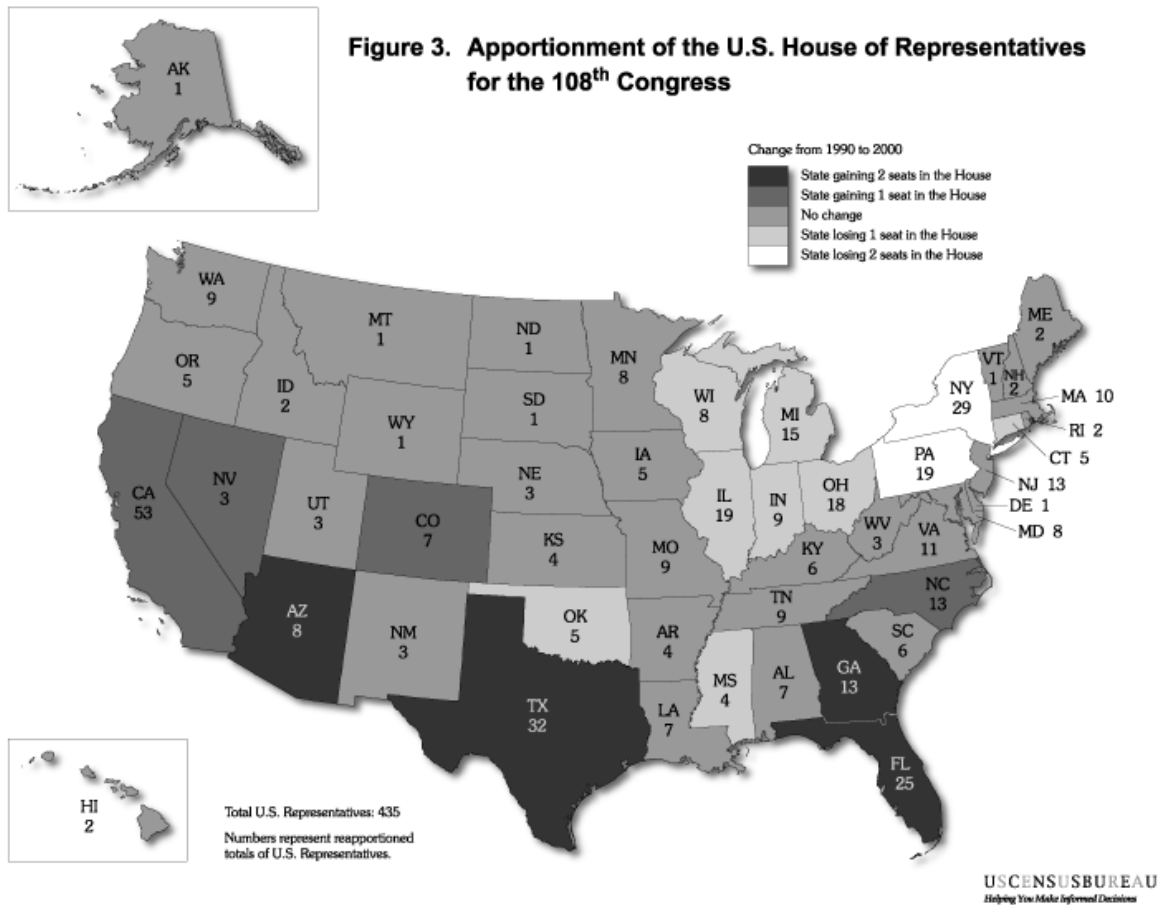 Figure 3. Apportionment of the U.S. House of Representatives
for the 108th Congress
AK
1
Change from 1990 to 2000
State gaining 2 seats in the House
State gaining 1 seat in the House
No change
State losing 1 seat in the House
State losing 2 seats in the House
WA
9
MT
1
ND
1
MN
8
ME
2
OR
5
ID
2
SD
1
WI
8
MI
15
NY
29
VT
1
NH
2
MA 10
RI 2
CT 5
NJ 13
DE 1
MD 8
WY
1
IA
5
PA
19
NE
3
NV
3
CA
53
UT
3
CO
7
KS
4
MO
9
IL
19
IN
9
OH
18
WV
3
VA
11
KY
6
NC
13
TN
9
AZ
8
NM
3
OK
5
AR
4
SC
6
MS
4
AL
7
GA
13
TX
32
LA
7
FL
25
HI
2
Total U.S. Representatives: 435
Numbers represent reapportioned
totals of U.S. Representatives.
USCENSUSBUREAU
Helping You Make Informed Decisions